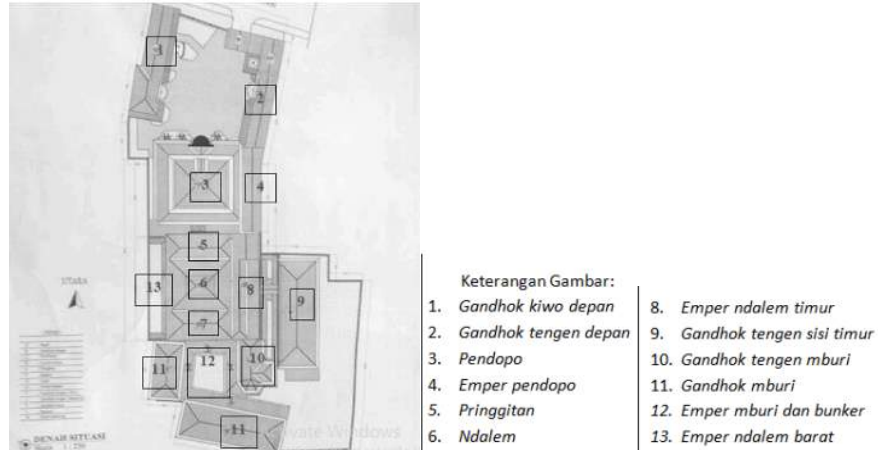 1
2
3
4
5
6
7
8
9
10
11
12
13
11
UTARA
DENAH SITUASI
Keterangan Gambar:
1. Gandhok kiwo depan
2. Gandhok tengen depan
3. Pendopo
4. Emper pendopo
5. Pringgitan
6. Ndalem
8. Emper ndalem timur
9. Gandhok tengen sisi timur
10. Gandhok tengen mburi
11. Gandhok mburi
12. Emper mburi dan bunker
13. Emper ndalem barat